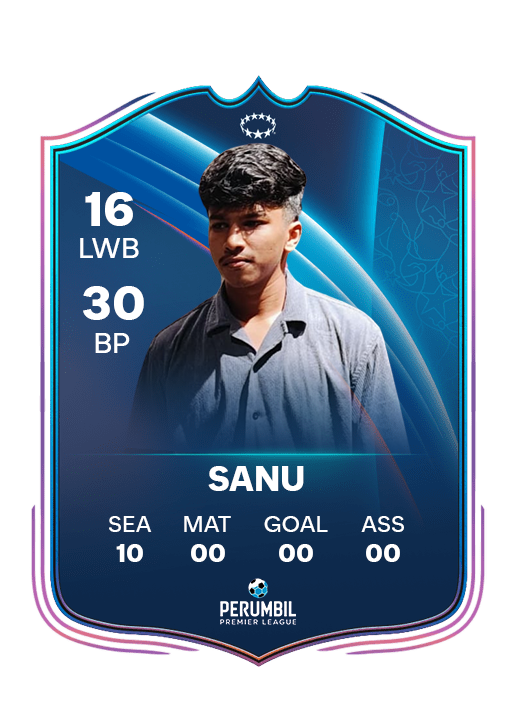 16
LWB
30
BP
SANU
SEA MAT GOAL ASS
10 00 00 00
PERUMBIL
PREMIER LEAGUE